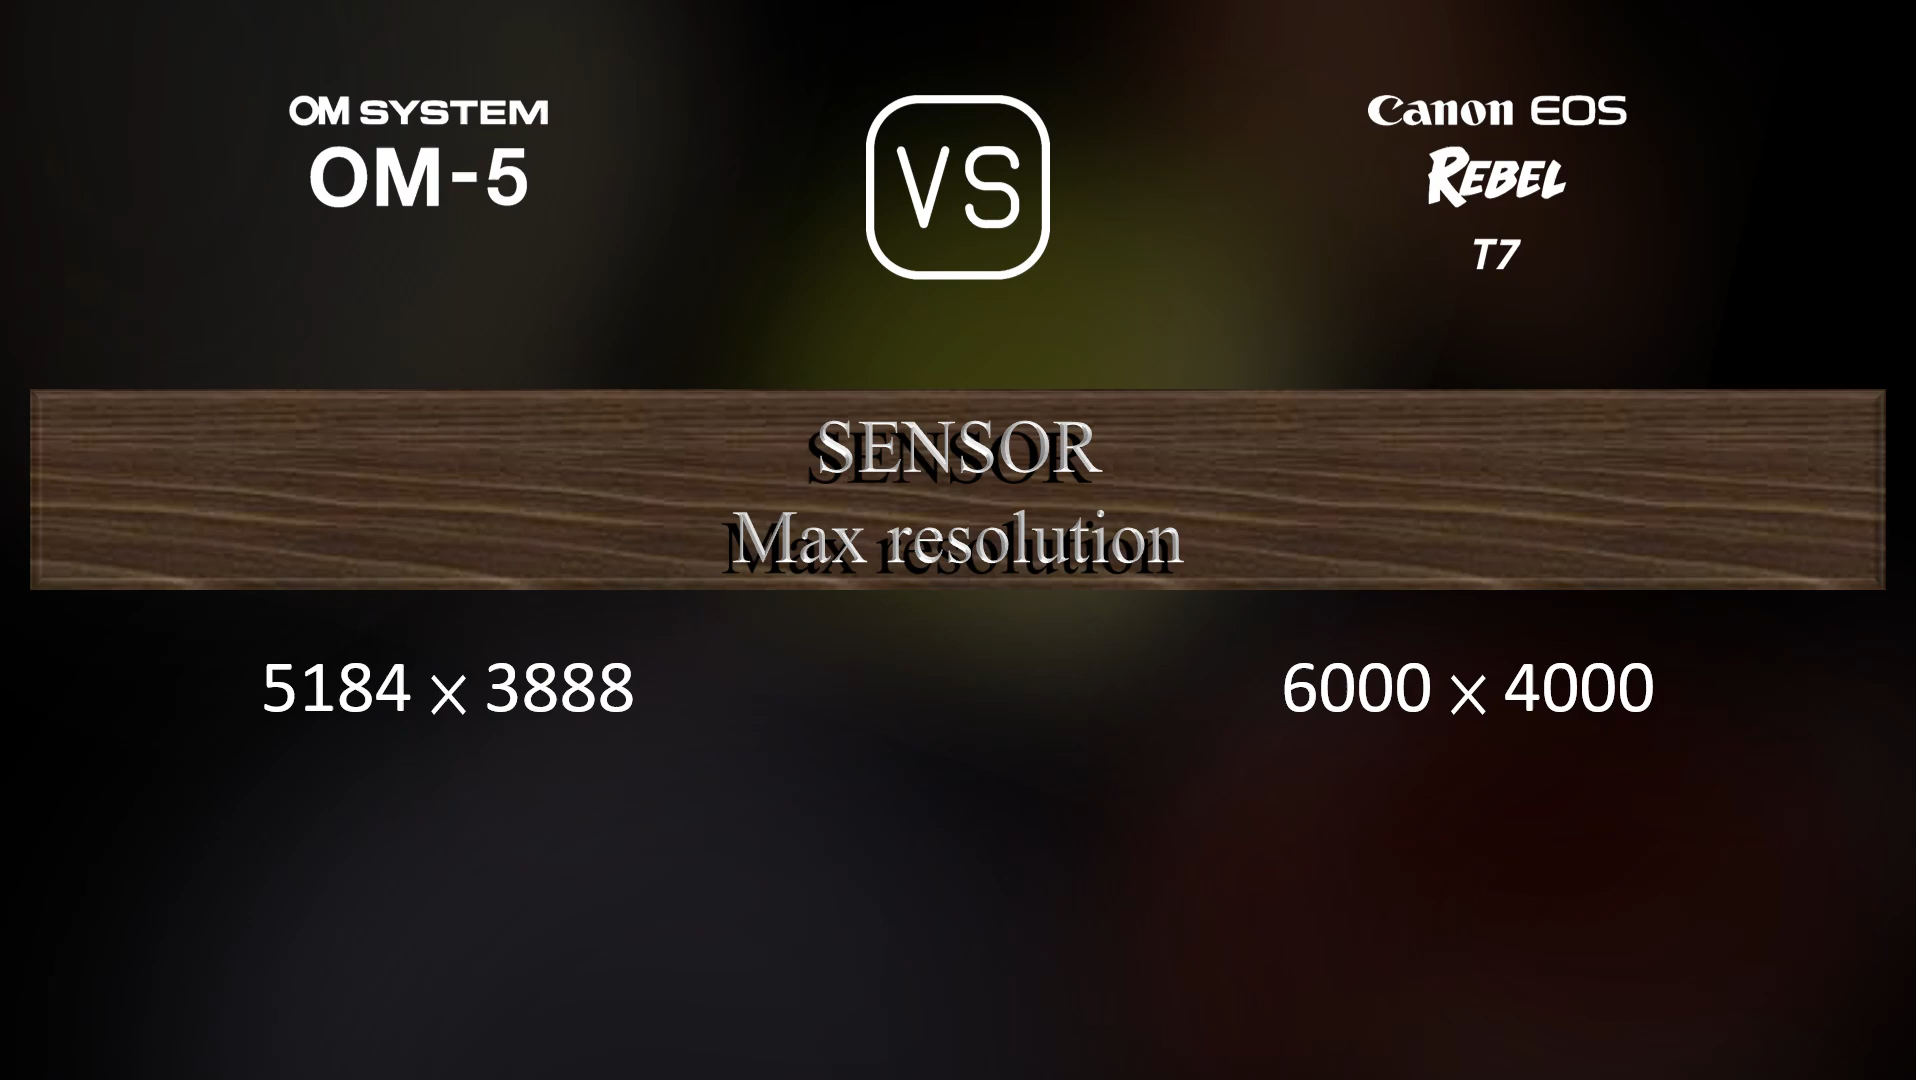 OM SYSTEM
OM-5
VS
Canon EOS
REBEL
T7
SENSOR
Max resolution
5184 x 3888
6000 x 4000